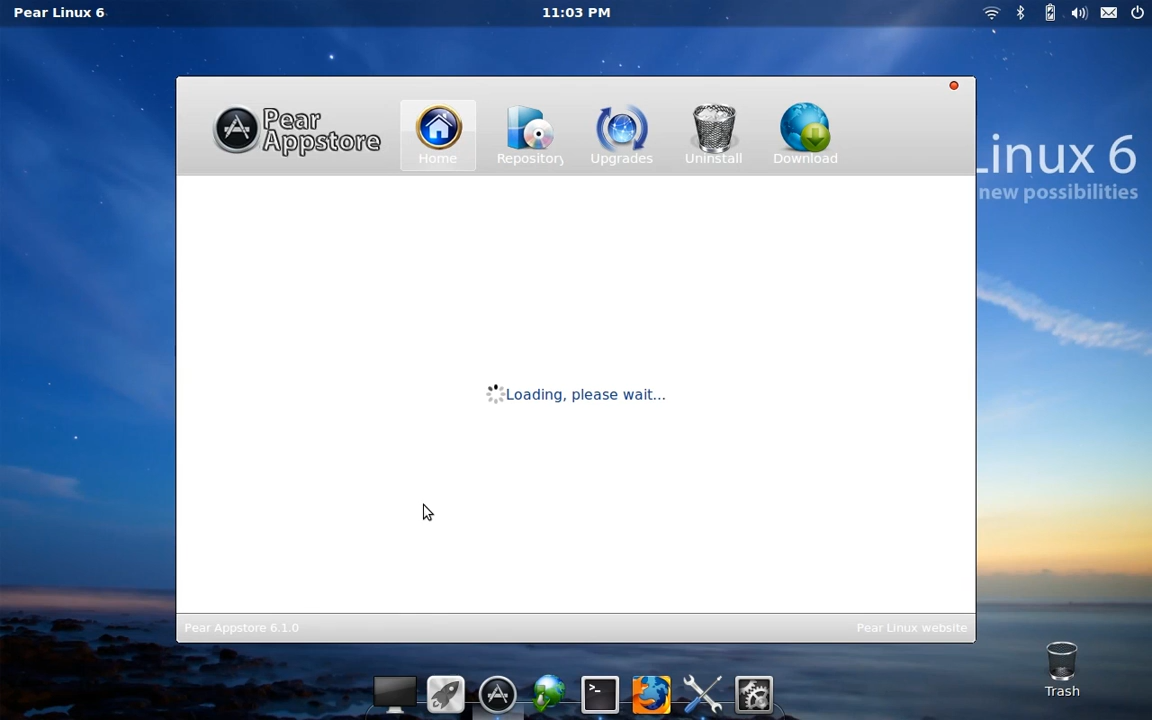 Pear Linux 6
11:03 PM
Pear
Appstore
Home
Repository
Upgrades
Uninstall
Download
Linux 6
new possibilities
Loading, please wait...
Pear Appstore 6.1.0
Pear Linux website
>_
Trash